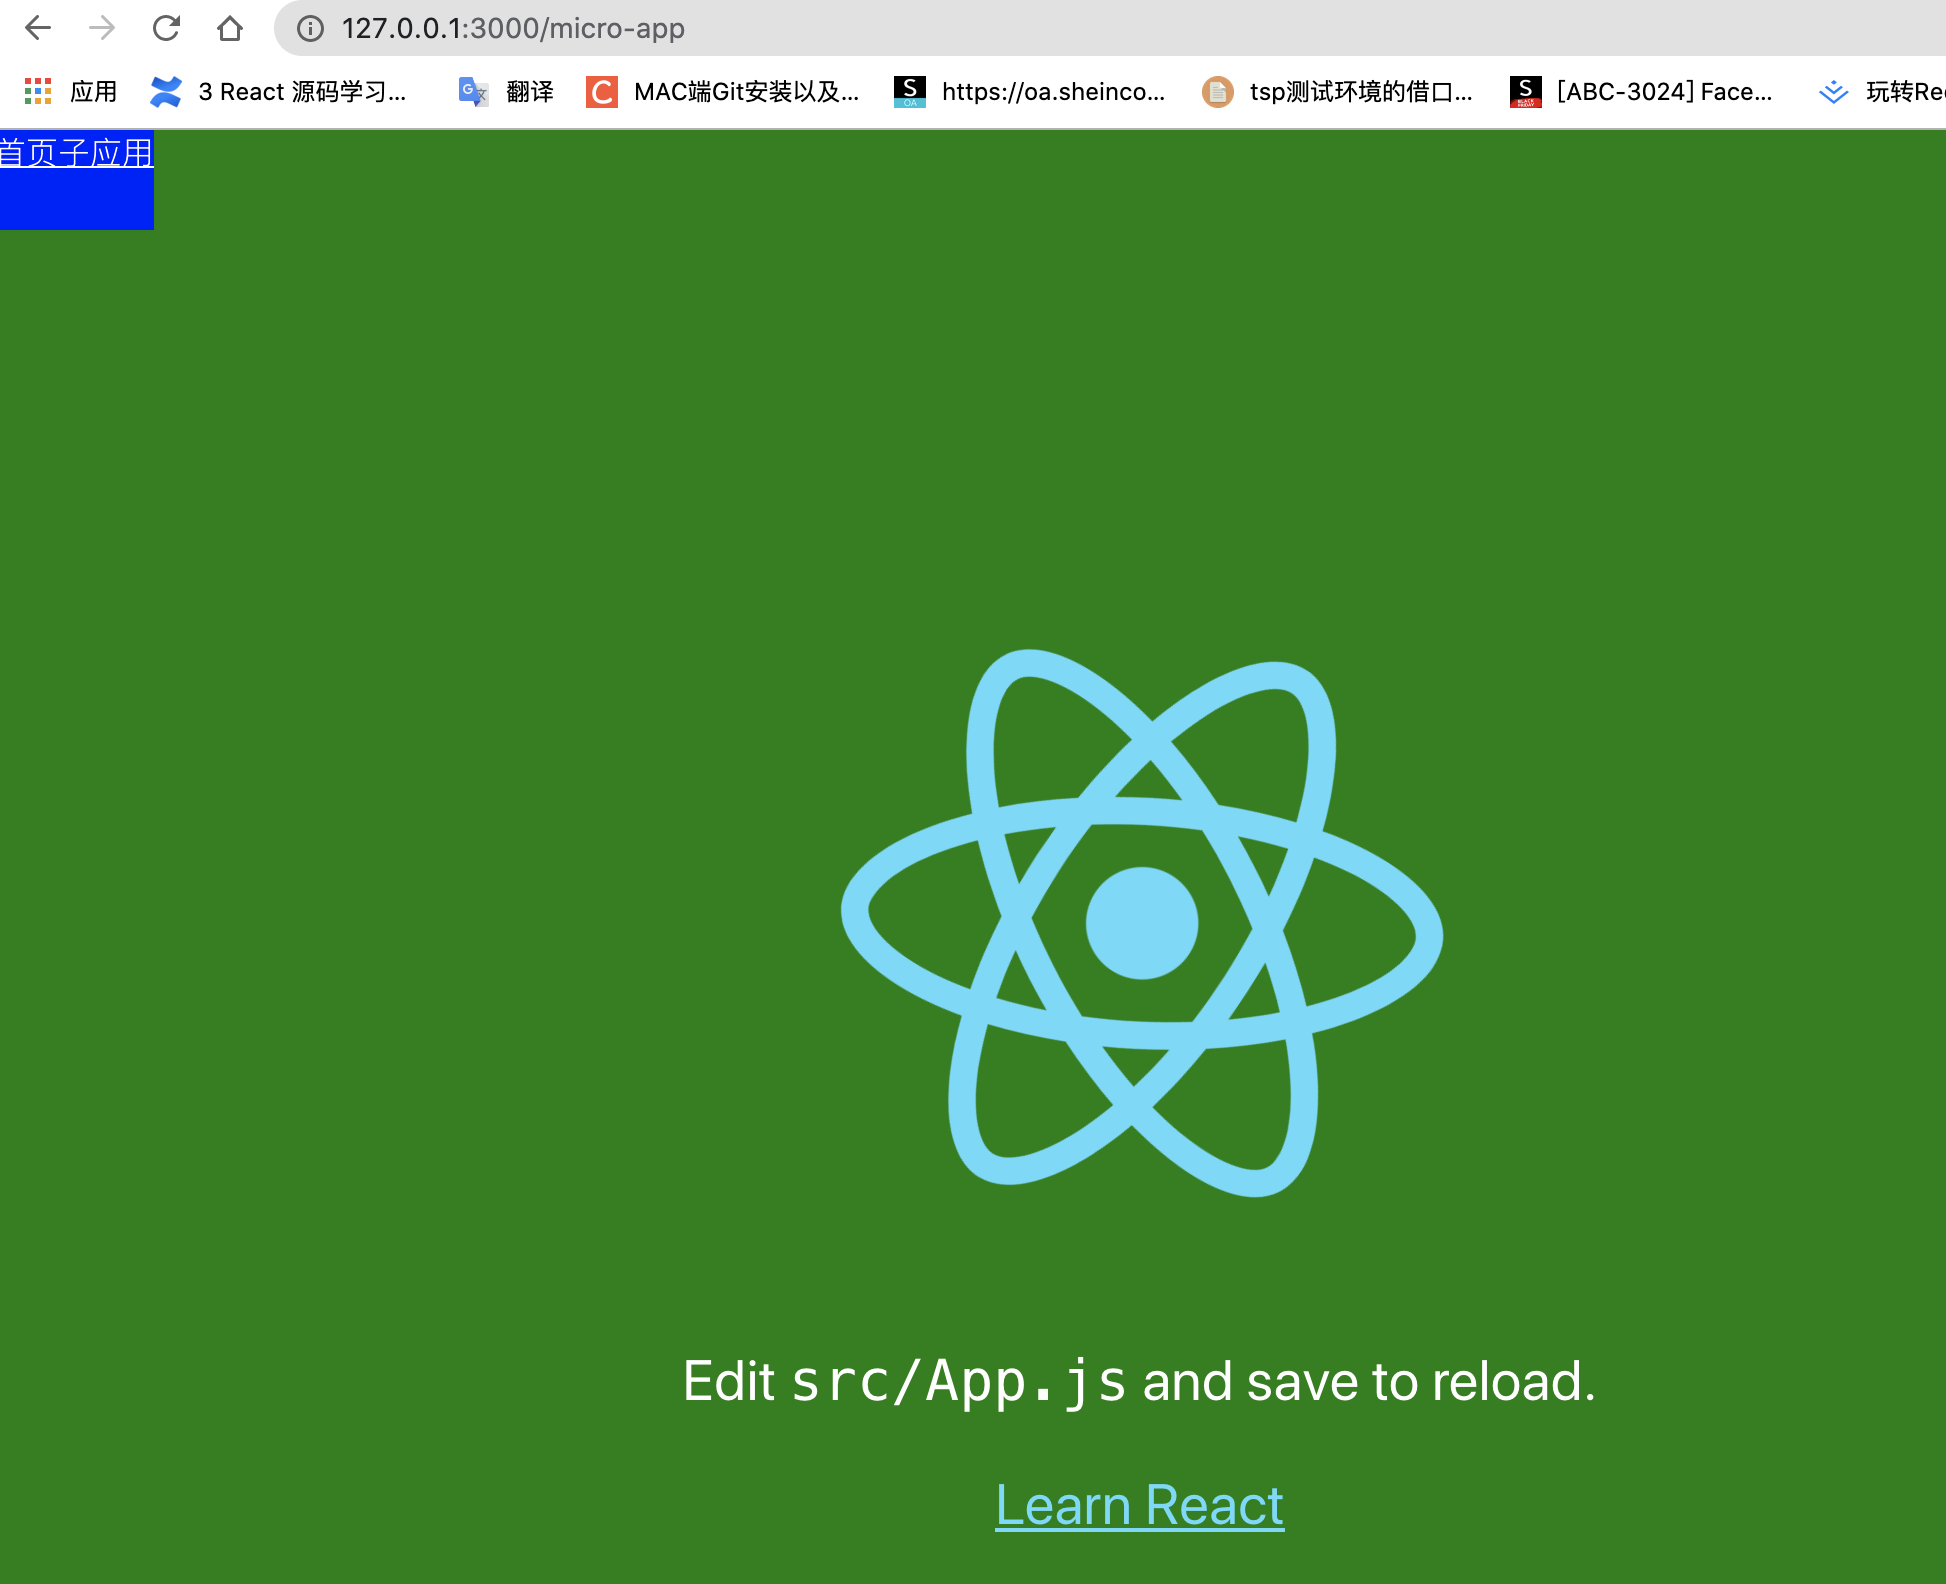 127.0.0.1:3000/micro-app
应用 3 React 源码学习... 翻译 MAC端Git安装以及... https://oa.sheinco... tsp测试环境的借口... [ABC-3024] Face... 玩转Re
首页子应用
Edit src/App.js and save to reload.
Learn React